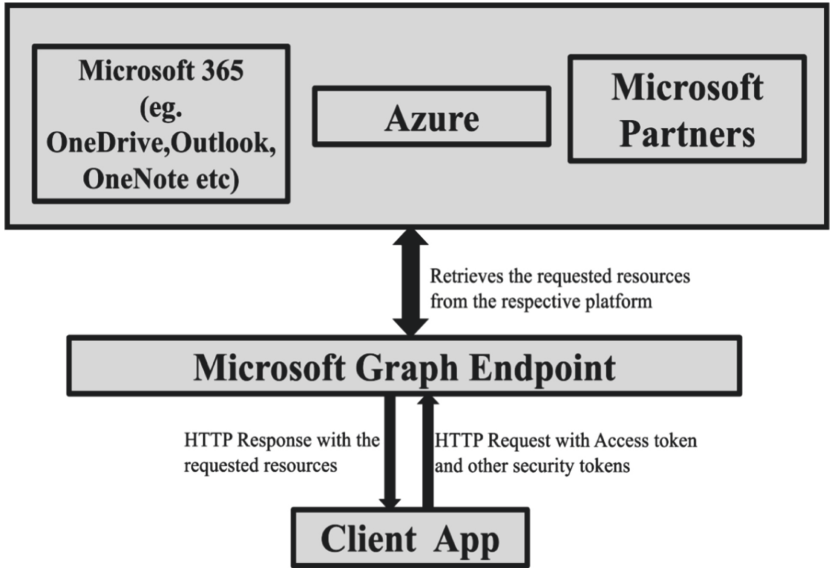 Microsoft 365
(eg.
OneDrive,Outlook,
OneNote etc)
Azure
Microsoft
Partners
Retrieves the requested resources
from the respective platform
Microsoft Graph Endpoint
HTTP Response with the
requested resources
HTTP Request with Access token
and other security tokens
Client App